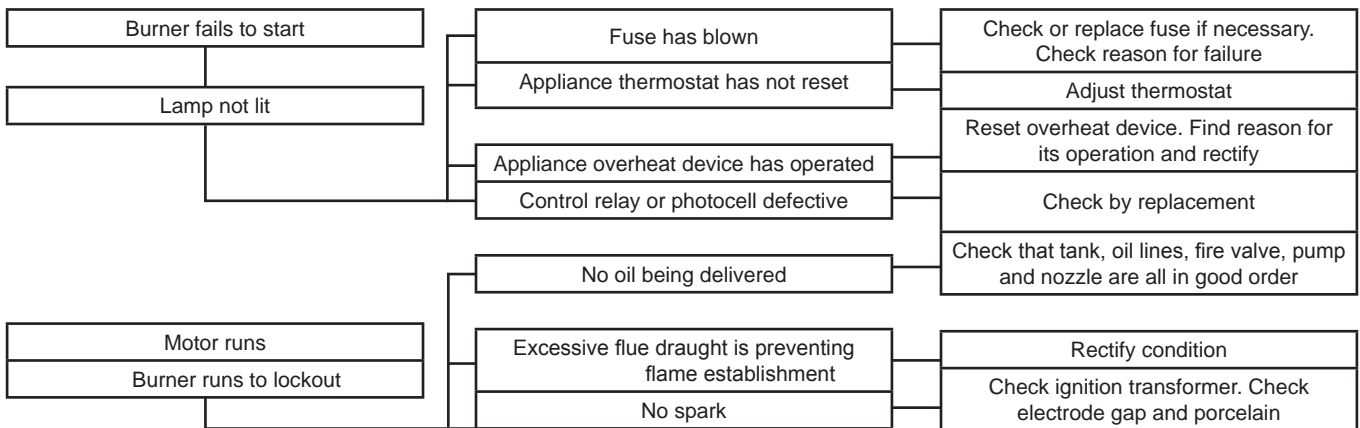 Burner fails to start
Lamp not lit
Fuse has blown
Appliance thermostat has not reset
Appliance overheat device has operated
Control relay or photocell defective
Check or replace fuse if necessary.
Check reason for failure
Adjust thermostat
Reset overheat device. Find reason for
its operation and rectify
Check by replacement
Check that tank, oil lines, fire valve, pump
and nozzle are all in good order
No oil being delivered
Motor runs
Burner runs to lockout
Excessive flue draught is preventing
flame establishment
No spark
Rectify condition
Check ignition transformer. Check
electrode gap and porcelain